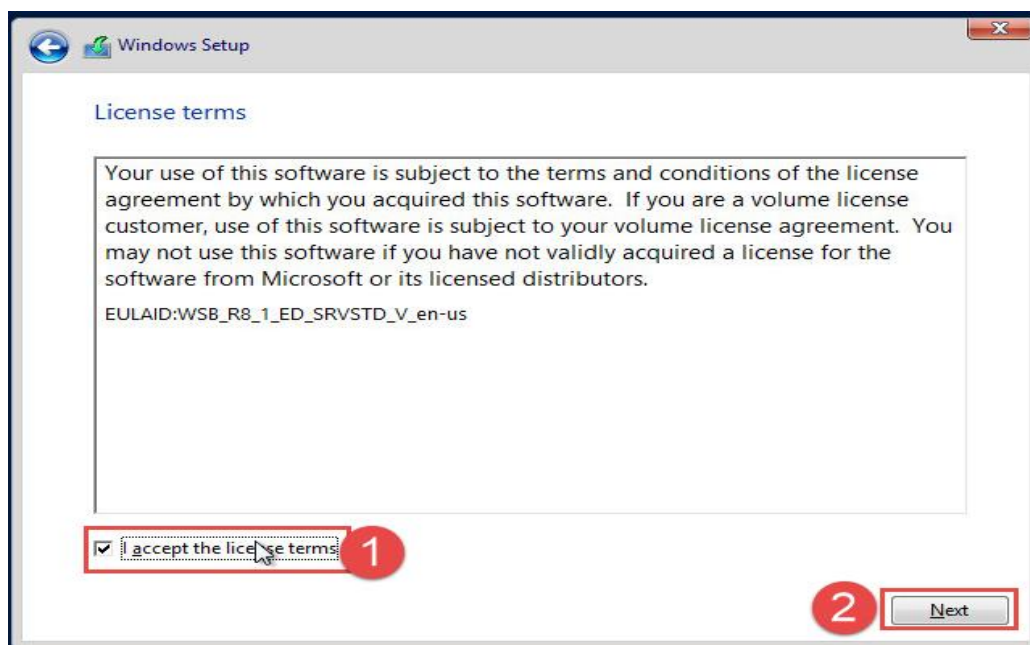 Windows Setup
License terms
Your use of this software is subject to the terms and conditions of the license
agreement by which you acquired this software.  If you are a volume license
customer, use of this software is subject to your volume license agreement.  You
may not use this software if you have not validly acquired a license for the
software from Microsoft or its licensed distributors.
EULAID:WSB_R8_1_ED_SRVSTD_V_en-us
I accept the license terms 1
2 Next